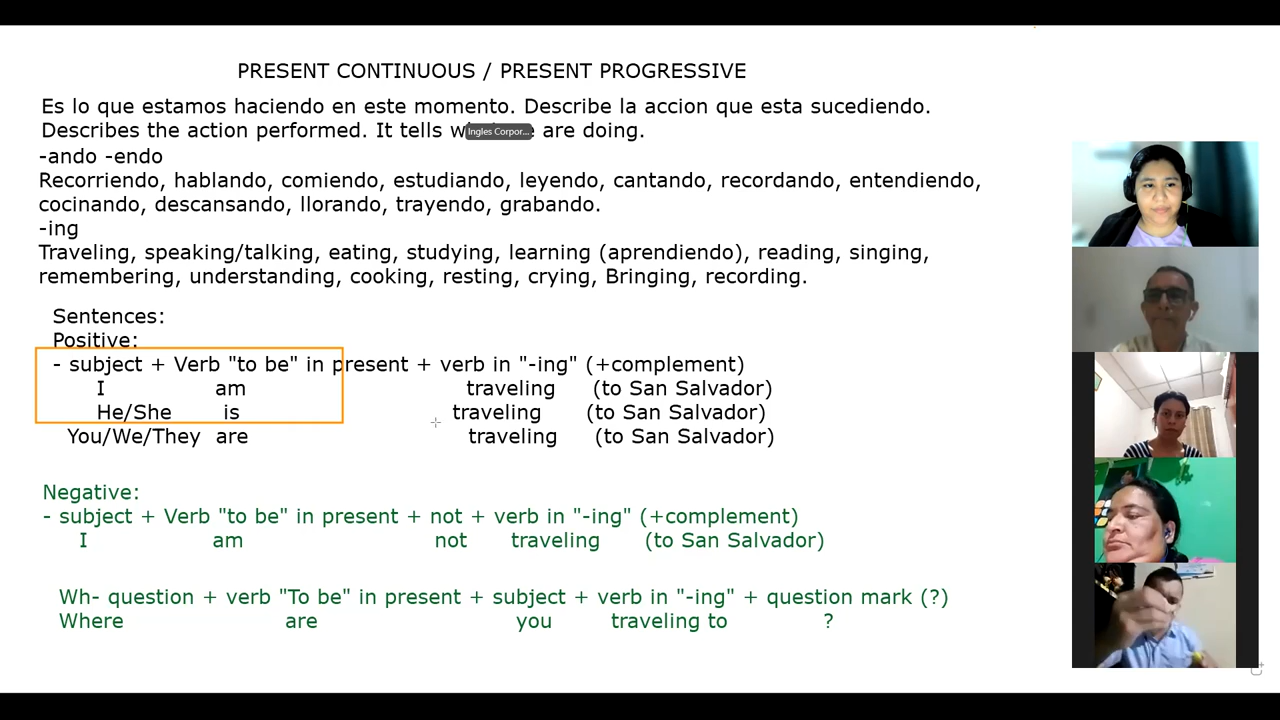 PRESENT CONTINUOUS / PRESENT PROGRESSIVE
Es lo que estamos haciendo en este momento. Describe la accion que esta sucediendo.
Describes the action performed. It tells are doing.
Ingles Corpor...
-ando -endo
Recorriendo, hablando, comiendo, estudiando, leyendo, cantando, recordando, entendiendo,
cocinando, descansando, llorando, trayendo, grabando.
-ing
Traveling, speaking/talking, eating, studying, learning (aprendiendo), reading, singing,
remembering, understanding, cooking, resting, crying, Bringing, recording.
Sentences:
Positive:
- subject + Verb "to be" in present + verb in "-ing" (+complement)
I am traveling (to San Salvador)
He/She is traveling (to San Salvador)
You/We/They are traveling (to San Salvador)
Negative:
- subject + Verb "to be" in present + not + verb in "-ing" (+complement)
I am not traveling (to San Salvador)
Wh- question + verb "To be" in present + subject + verb in "-ing" + question mark (?)
Where are you traveling to ?